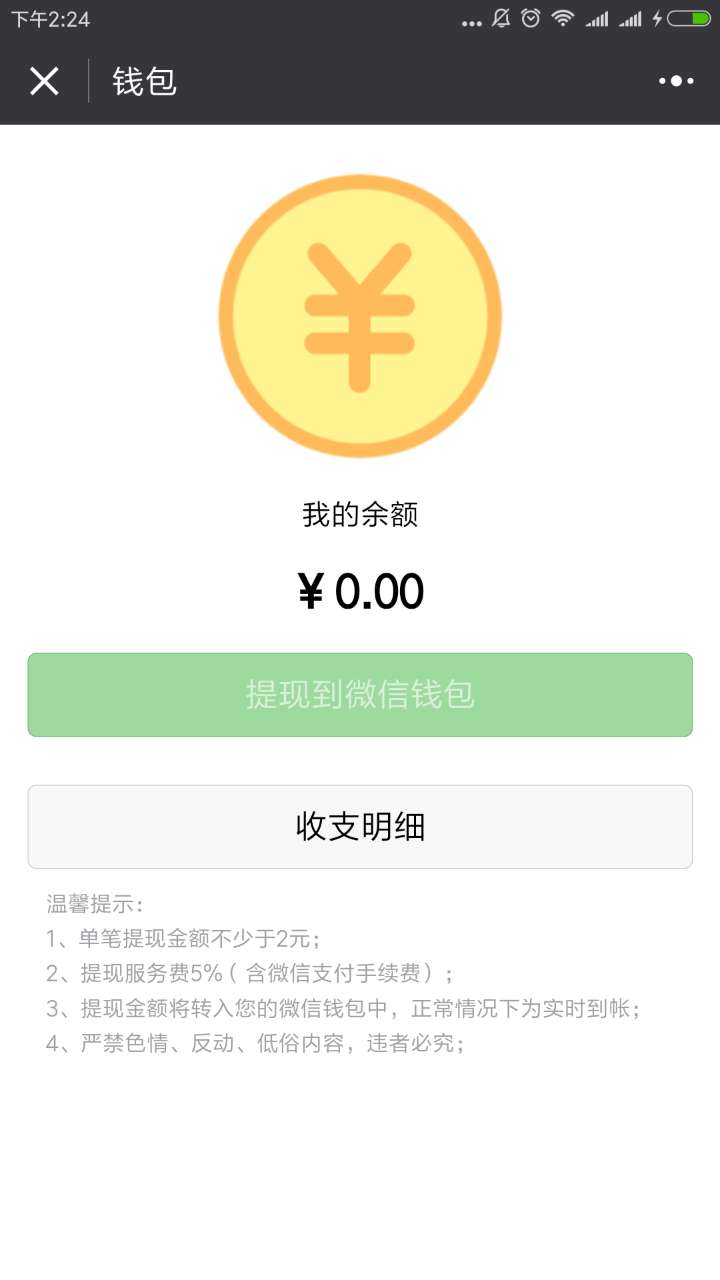 下午2:24
钱包
¥
我的余额
¥ 0.00
提现到微信钱包
收支明细
温馨提示：
1、单笔提现金额不少于2元；
2、提现服务费5%（含微信支付手续费）；
3、提现金额将转入您的微信钱包中，正常情况下为实时到帐；
4、严禁色情、反动、低俗内容，违者必究；